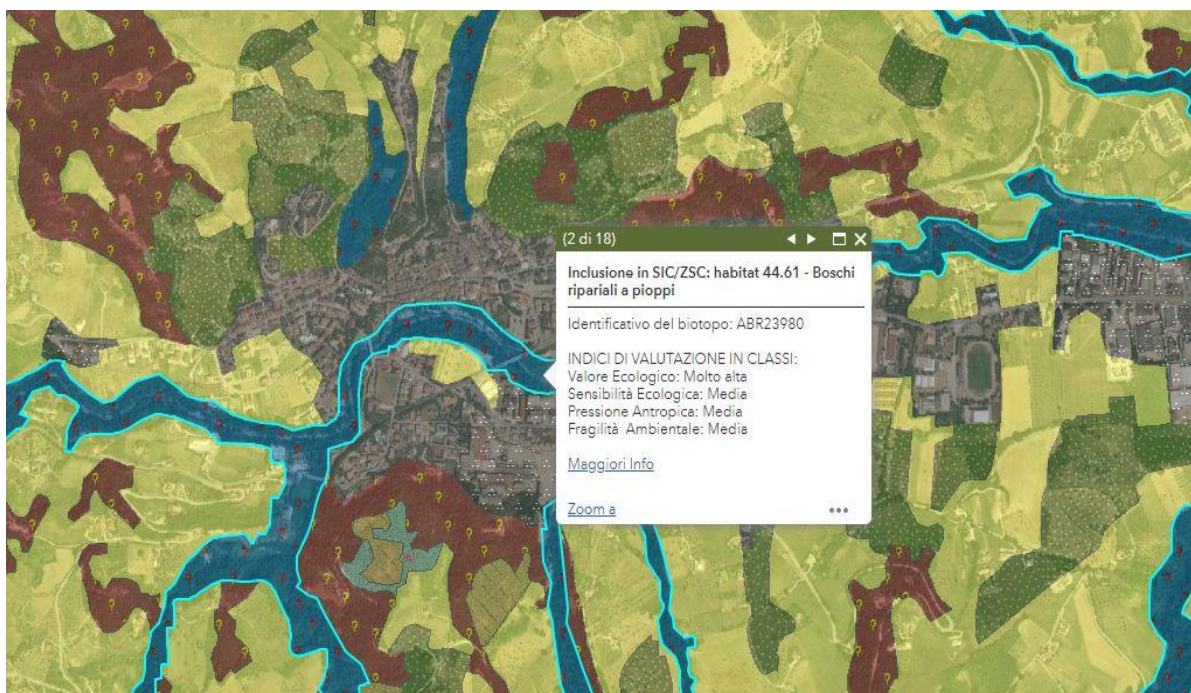 (2 di 18)
Inclusione in SIC/ZSC: habitat 44.61 - Boschi
ripariali a pioppi
Identificativo del biotopo: ABR23980
INDICI DI VALUTAZIONE IN CLASSI:
Valore Ecologico: Molto alta
Sensibilità Ecologica: Media
Pressione Antropica: Media
Fragilità Ambientale: Media
Maggiori Info
Zoom a